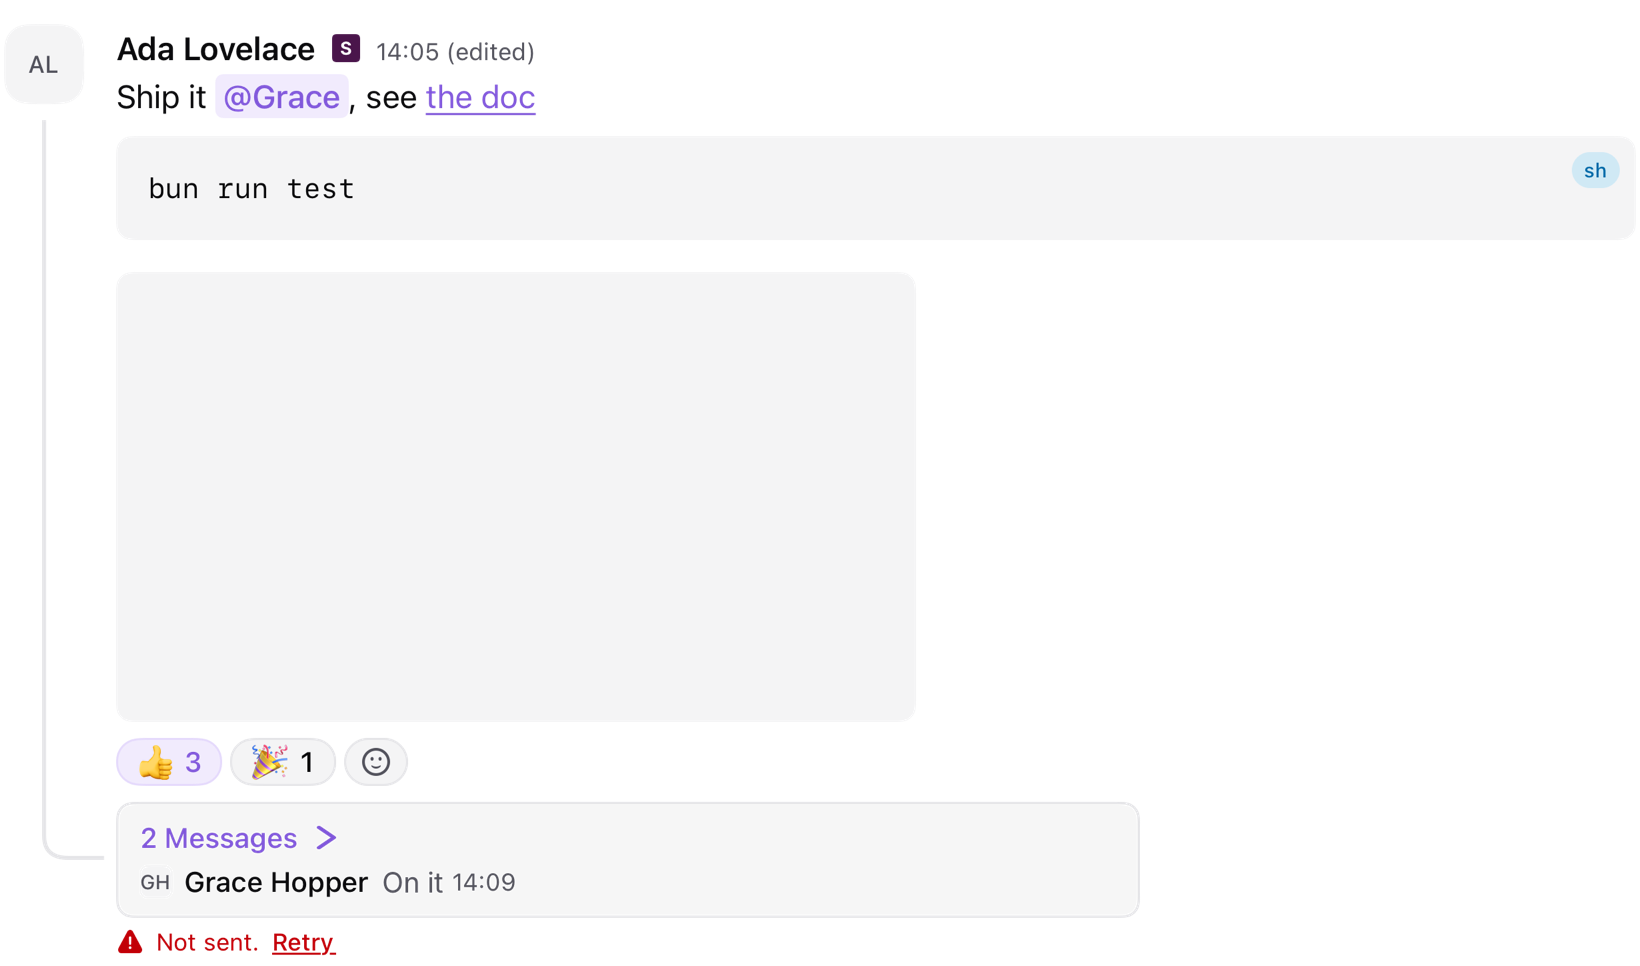 AL
Ada Lovelace S 14:05 (edited)
Ship it @Grace, see the doc
sh
bun run test
👍 3 🎉 1
2 Messages >
GH Grace Hopper On it 14:09
Not sent. Retry